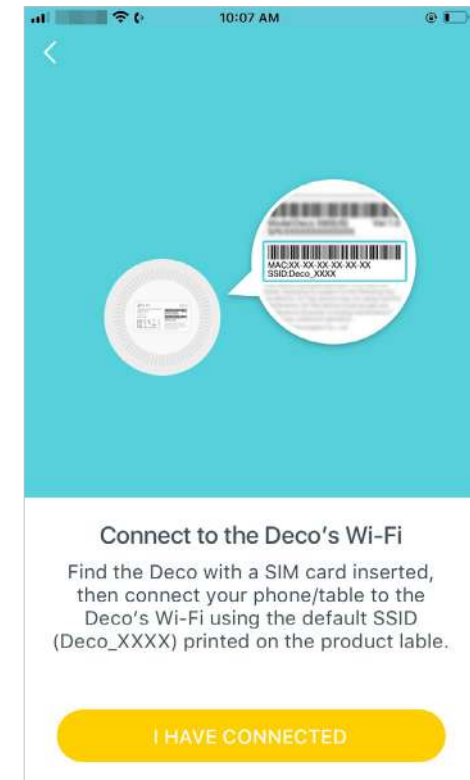 10:07 AM
MAC:XX-XX-XX-XX-XX-XX
SSID:Deco_XXXX
Connect to the Deco's Wi-Fi
Find the Deco with a SIM card inserted,
then connect your phone/table to the
Deco's Wi-Fi using the default SSID
(Deco_XXXX) printed on the product lable.
I HAVE CONNECTED